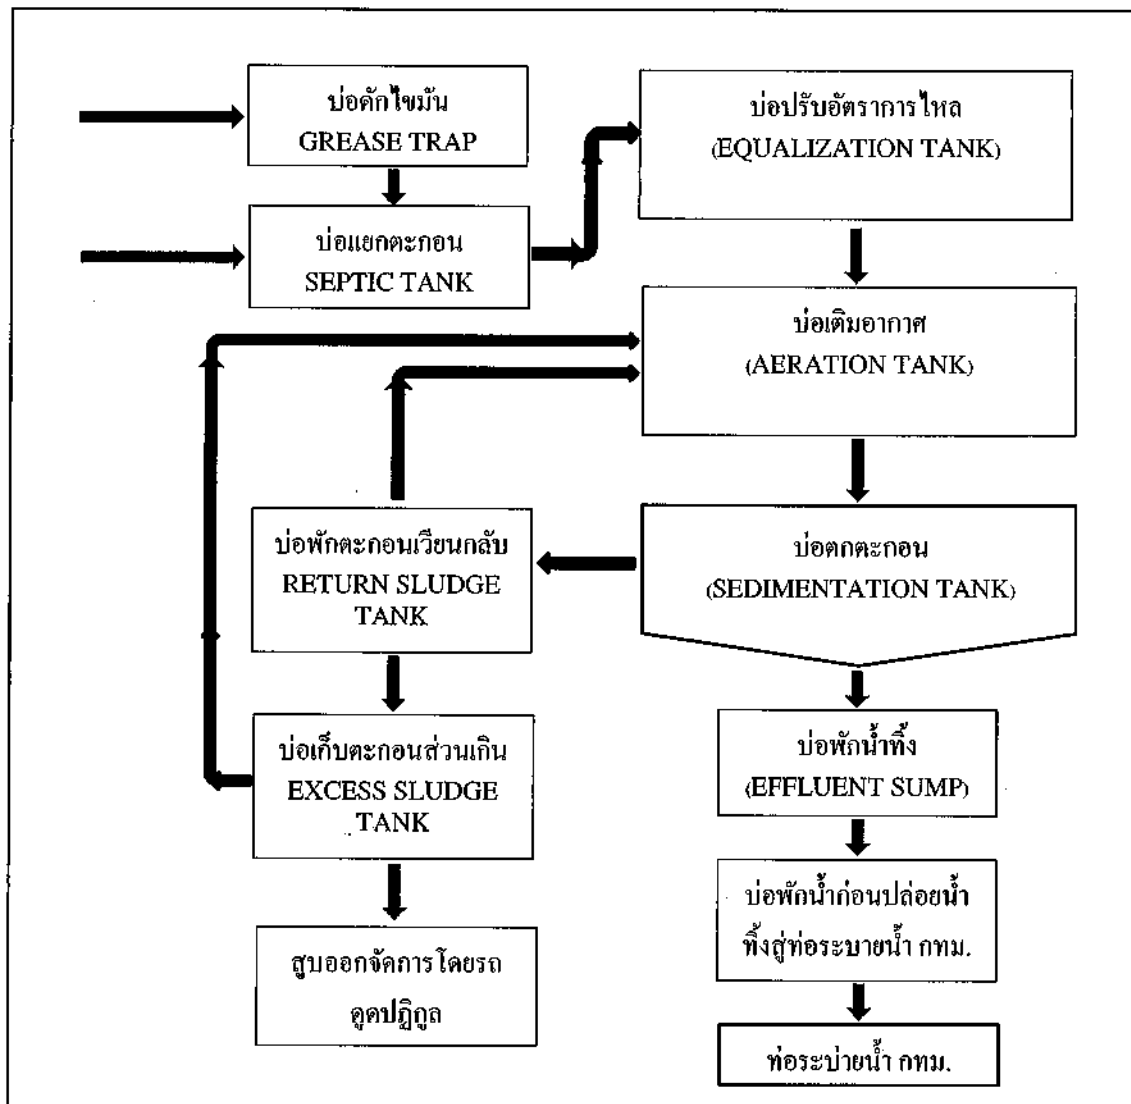 บ่อดักไขมัน
GREASE TRAP
บ่อปรับอัตราการไหล
(EQUALIZATION TANK)
บ่อแยกตะกอน
SEPTIC TANK
บ่อเติมอากาศ
(AERATION TANK)
บ่อพักตะกอนเวียนกลับ
RETURN SLUDGE
TANK
บ่อตกตะกอน
(SEDIMENTATION TANK)
บ่อเก็บตะกอนส่วนเกิน
EXCESS SLUDGE
TANK
บ่อพักน้ำทิ้ง
(EFFLUENT SUMP)
สูบออกจัดการโดยรถ
ดูดปฏิกูล
บ่อพักน้ำก่อนปล่อยน้ำ
ทิ้งสู่ท่อระบายน้ำ กทม.
ท่อระบ่ายน้ำ กทม.